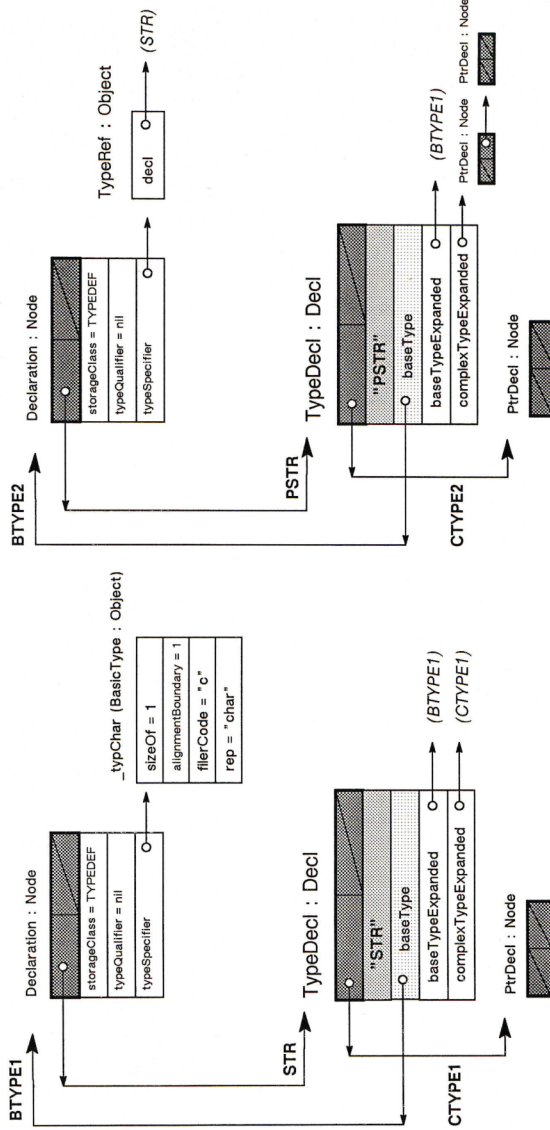 BTYPE1
Declaration : Node
storageClass = TYPEDEF
typeQualifier = nil
typeSpecifier
_typChar (BasicType : Object)
sizeOf = 1
alignmentBoundary = 1
filerCode = "c"
rep = "char"
STR
TypeDecl : Decl
"STR"
baseType
baseTypeExpanded
complexTypeExpanded
(BTYPE1)
(CTYPE1)
CTYPE1
PtrDecl : Node
BTYPE2
Declaration : Node
storageClass = TYPEDEF
typeQualifier = nil
typeSpecifier
TypeRef : Object
decl
(STR)
PSTR
TypeDecl : Decl
"PSTR"
baseType
baseTypeExpanded
complexTypeExpanded
(BTYPE1)
PtrDecl : Node
PtrDecl : Node
CTYPE2
PtrDecl : Node